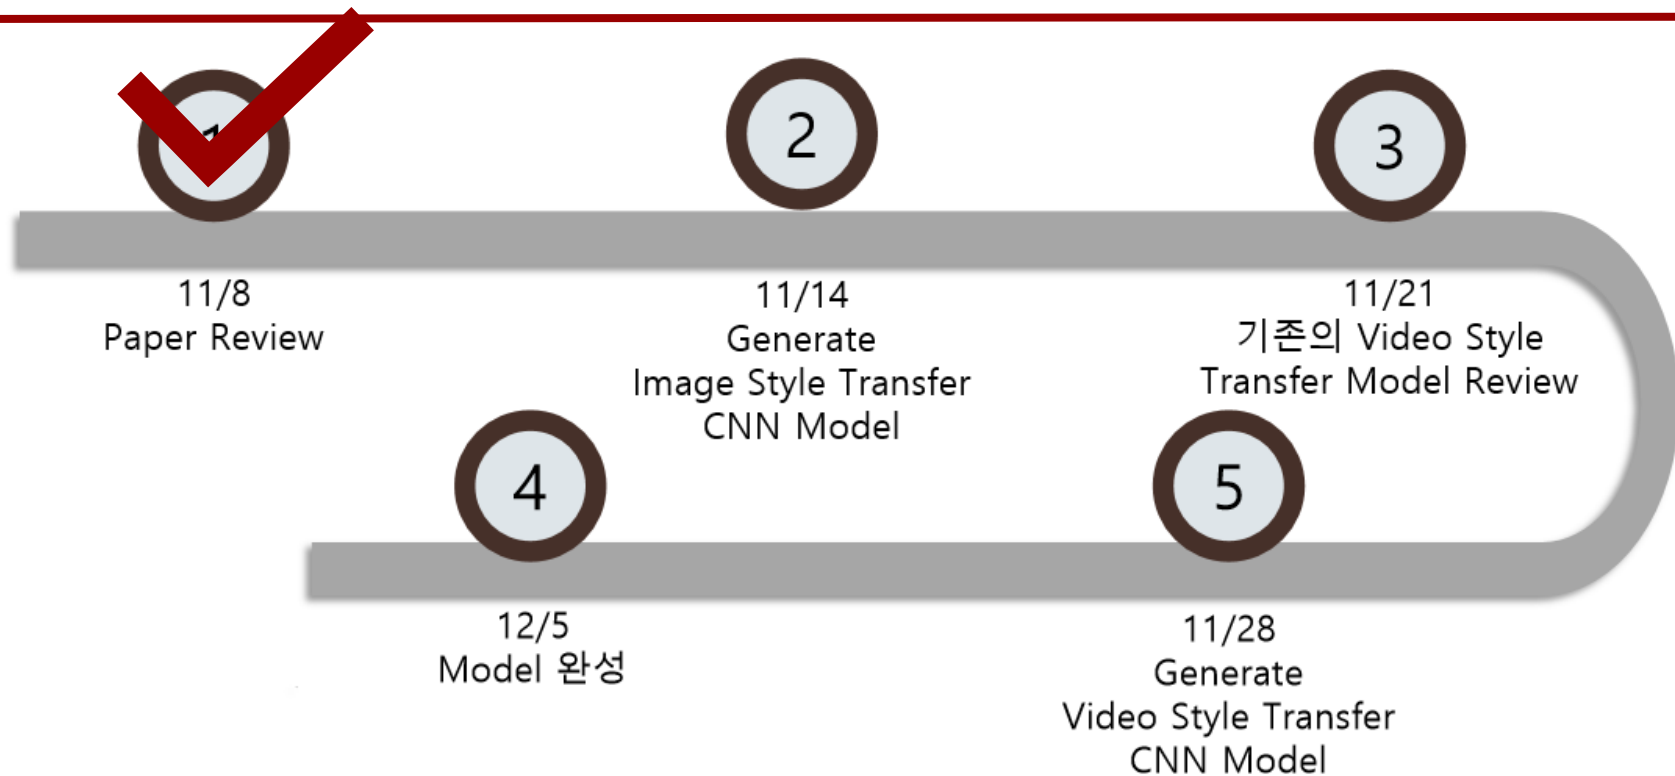 1
11/8
Paper Review
2
11/14
Generate
Image Style Transfer
CNN Model
3
11/21
기존의 Video Style
Transfer Model Review
4
12/5
Model 완성
5
11/28
Generate
Video Style Transfer
CNN Model